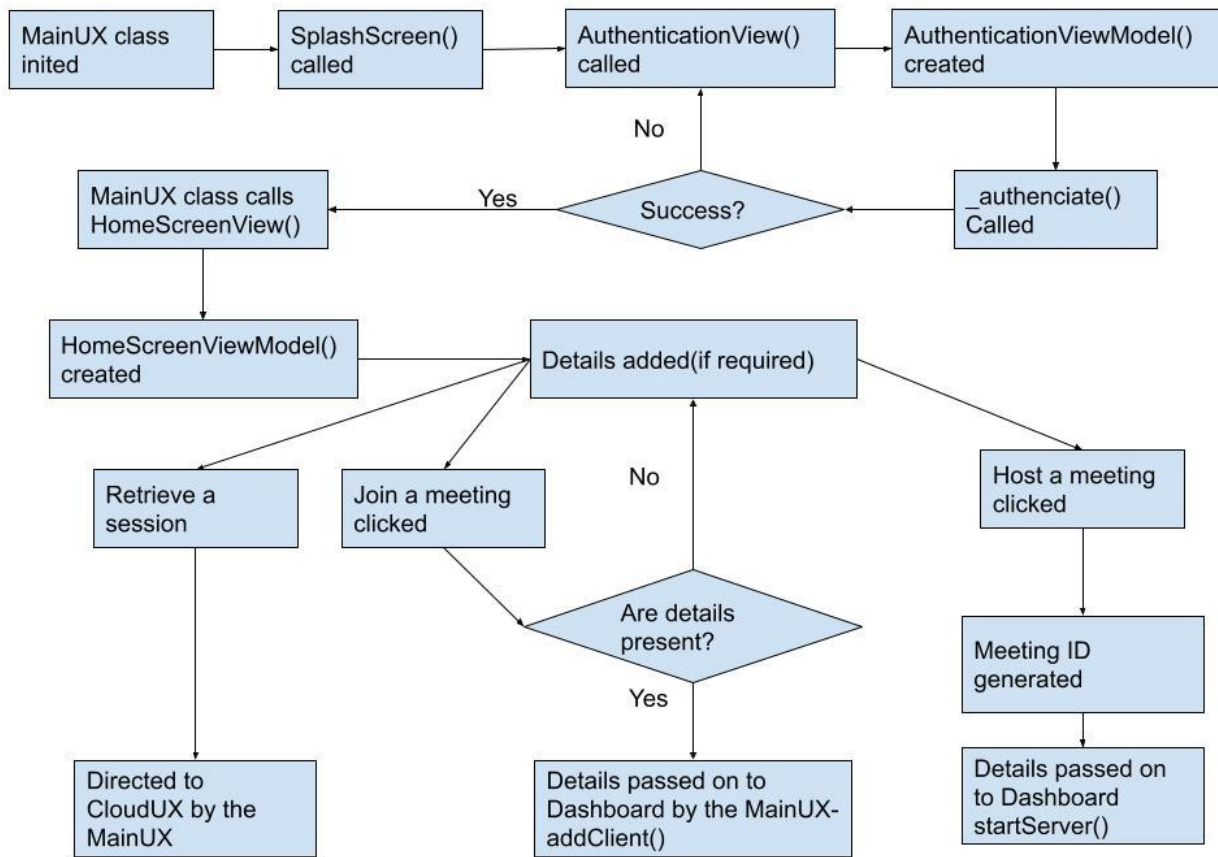 MainUX class
inited
SplashScreen()
called
AuthenticationView()
called
AuthenticationViewModel()
created
No
MainUX class calls
HomeScreenView()
Yes
Success?
_authenciate()
Called
HomeScreenViewModel()
created
Details added(if required)
Retrieve a
session
Join a meeting
clicked
No
Host a meeting
clicked
Are details
present?
Yes
Meeting ID
generated
Directed to
CloudUX by the
MainUX
Details passed on to
Dashboard by the MainUX-
addClient()
Details passed on
to Dashboard
startServer()